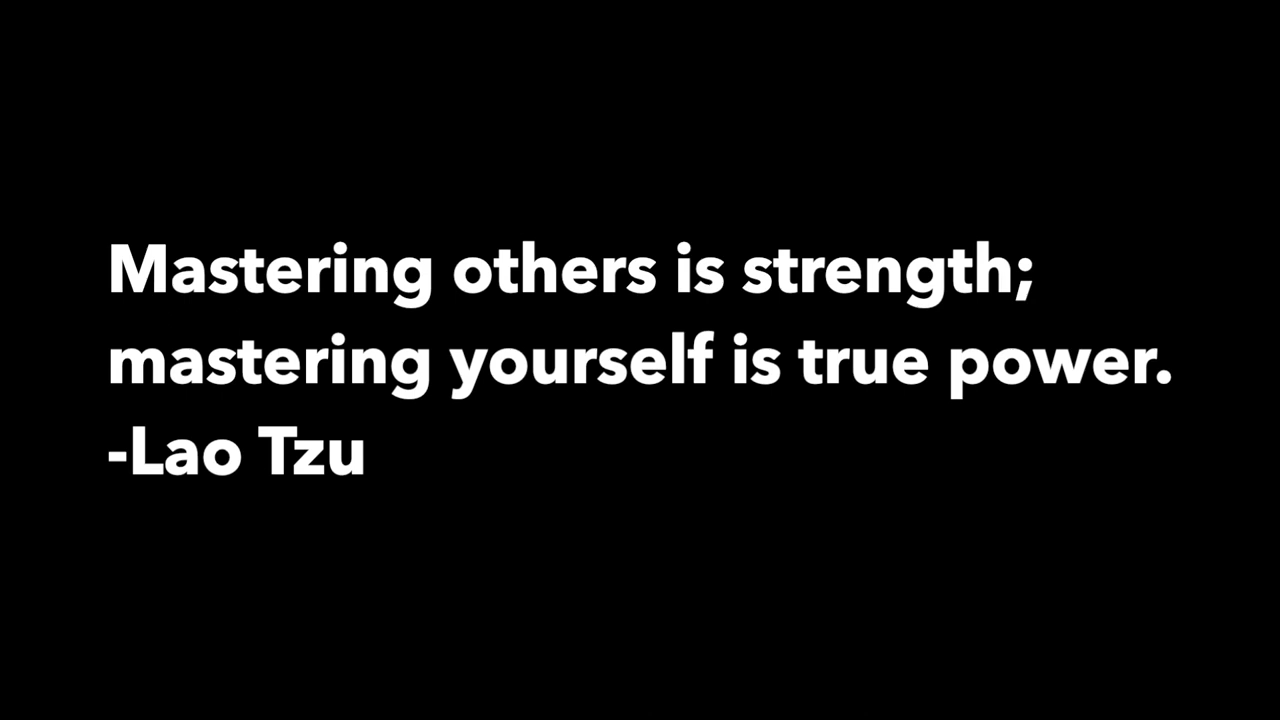 Mastering others is strength;
mastering yourself is true power.
-Lao Tzu